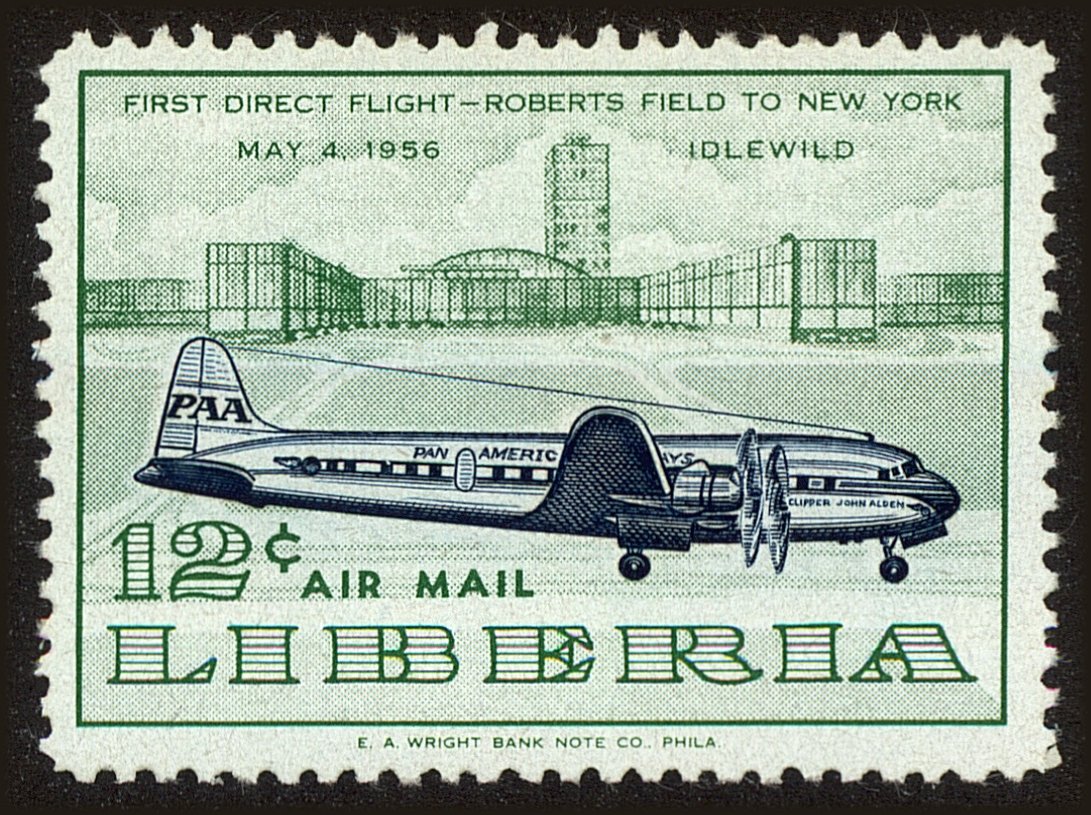 FIRST DIRECT FLIGHT—ROBERTS FIELD TO NEW YORK
MAY 4, 1956 IDLEWILD
PAA
PAN AMERIC AYS
CLIPPER JOHN ALDEN
12¢ AIR MAIL
LIBERIA
E. A. WRIGHT BANK NOTE CO., PHILA.